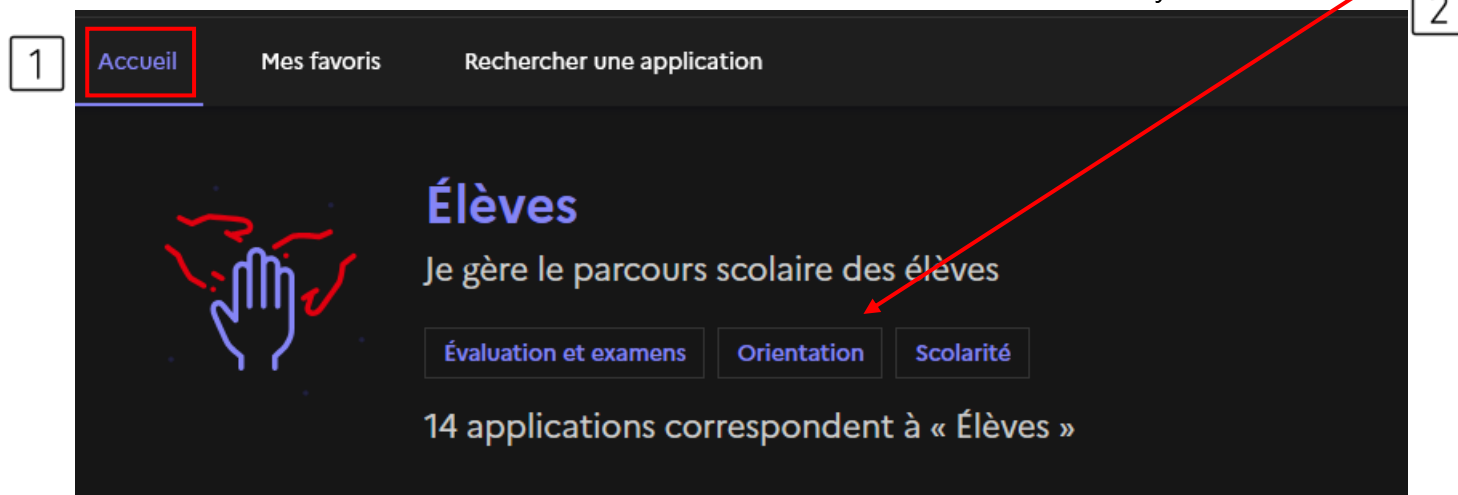 2
1
Accueil Mes favoris Rechercher une application
Élèves
Je gère le parcours scolaire des élèves
Évaluation et examens Orientation Scolarité
14 applications correspondent à « Élèves »